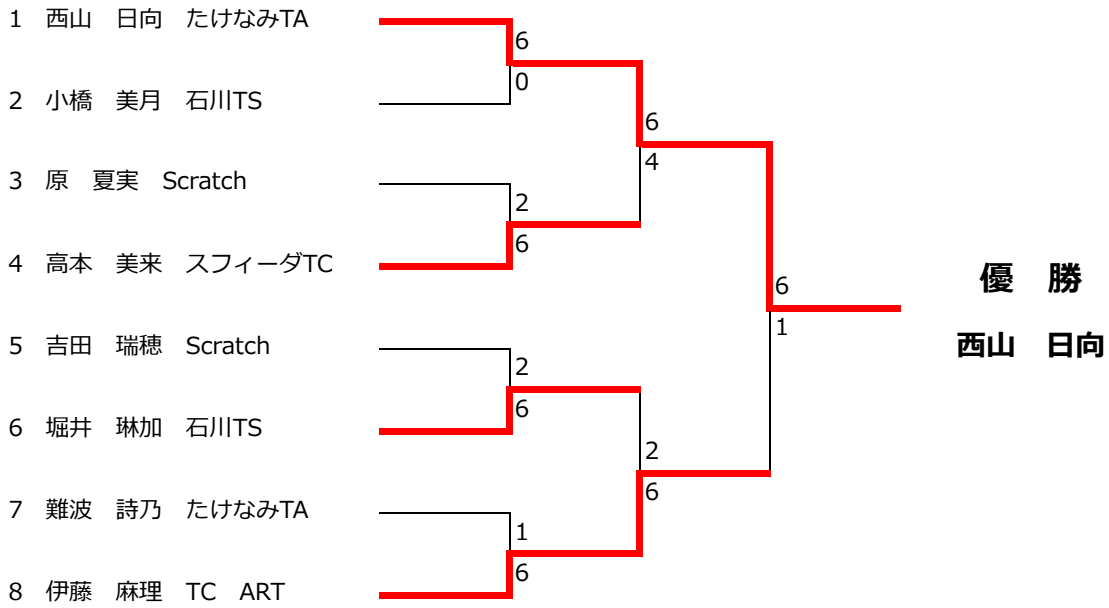 1　西山　日向　たけなみTA
6
0
2　小橋　美月　石川TS
6
4
3　原　夏実　Scratch
2
6
4　高本　美来　スフィーダTC
優　勝
6
1
西山　日向
5　吉田　瑞穂　Scratch
2
6
6　堀井　琳加　石川TS
2
6
7　難波　詩乃　たけなみTA
1
6
8　伊藤　麻理　TC　ART